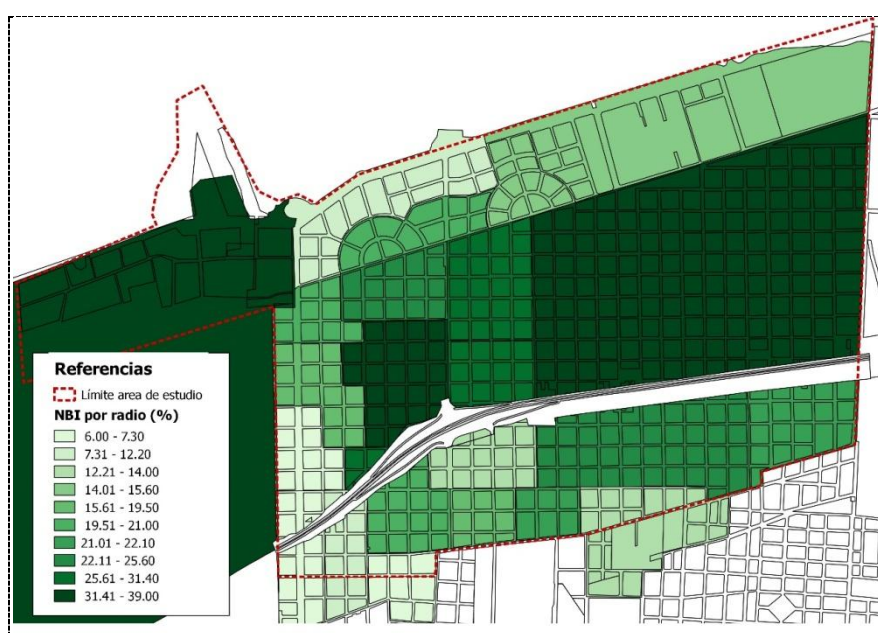 Referencias
Límite area de estudio
NBI por radio (%)
6.00 - 7.30
7.31 - 12.20
12.21 - 14.00
14.01 - 15.60
15.61 - 19.50
19.51 - 21.00
21.01 - 22.10
22.11 - 25.60
25.61 - 31.40
31.41 - 39.00